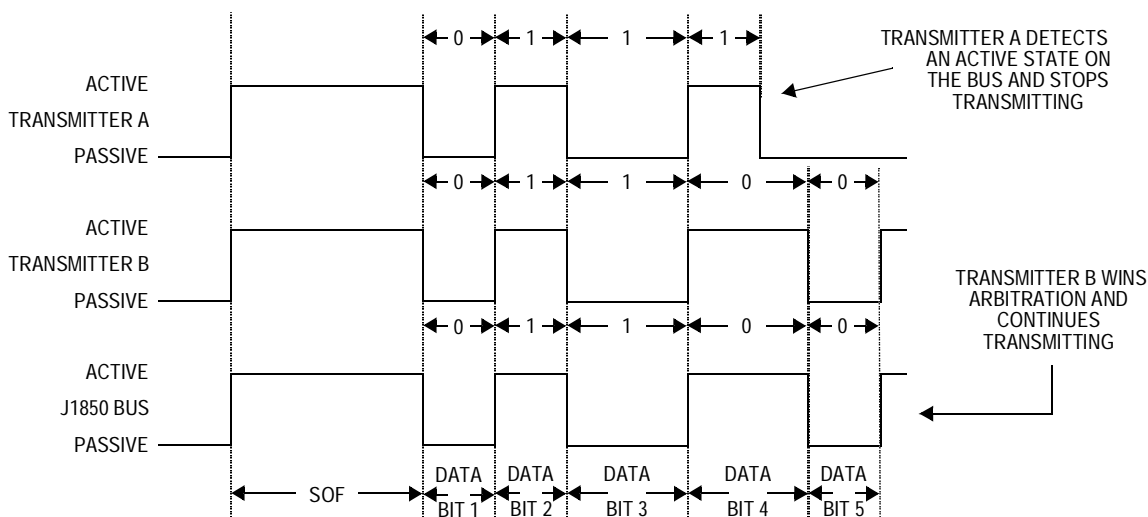 0 1 1 1
TRANSMITTER A DETECTS
AN ACTIVE STATE ON
THE BUS AND STOPS
TRANSMITTING
ACTIVE
TRANSMITTER A
PASSIVE
0 1 1 0 0
ACTIVE
TRANSMITTER B
PASSIVE
TRANSMITTER B WINS
ARBITRATION AND
CONTINUES
TRANSMITTING
0 1 1 0 0
ACTIVE
J1850 BUS
PASSIVE
SOF
DATA
BIT 1
DATA
BIT 2
DATA
BIT 3
DATA
BIT 4
DATA
BIT 5